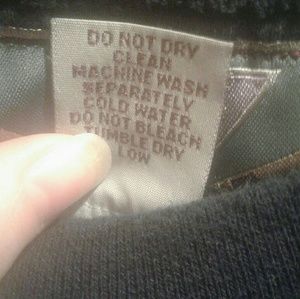 DO NOT DRY
CLEAN
MACHINE WASH
SEPARATELY
COLD WATER
DO NOT BLEACH
TUMBLE DRY
LOW